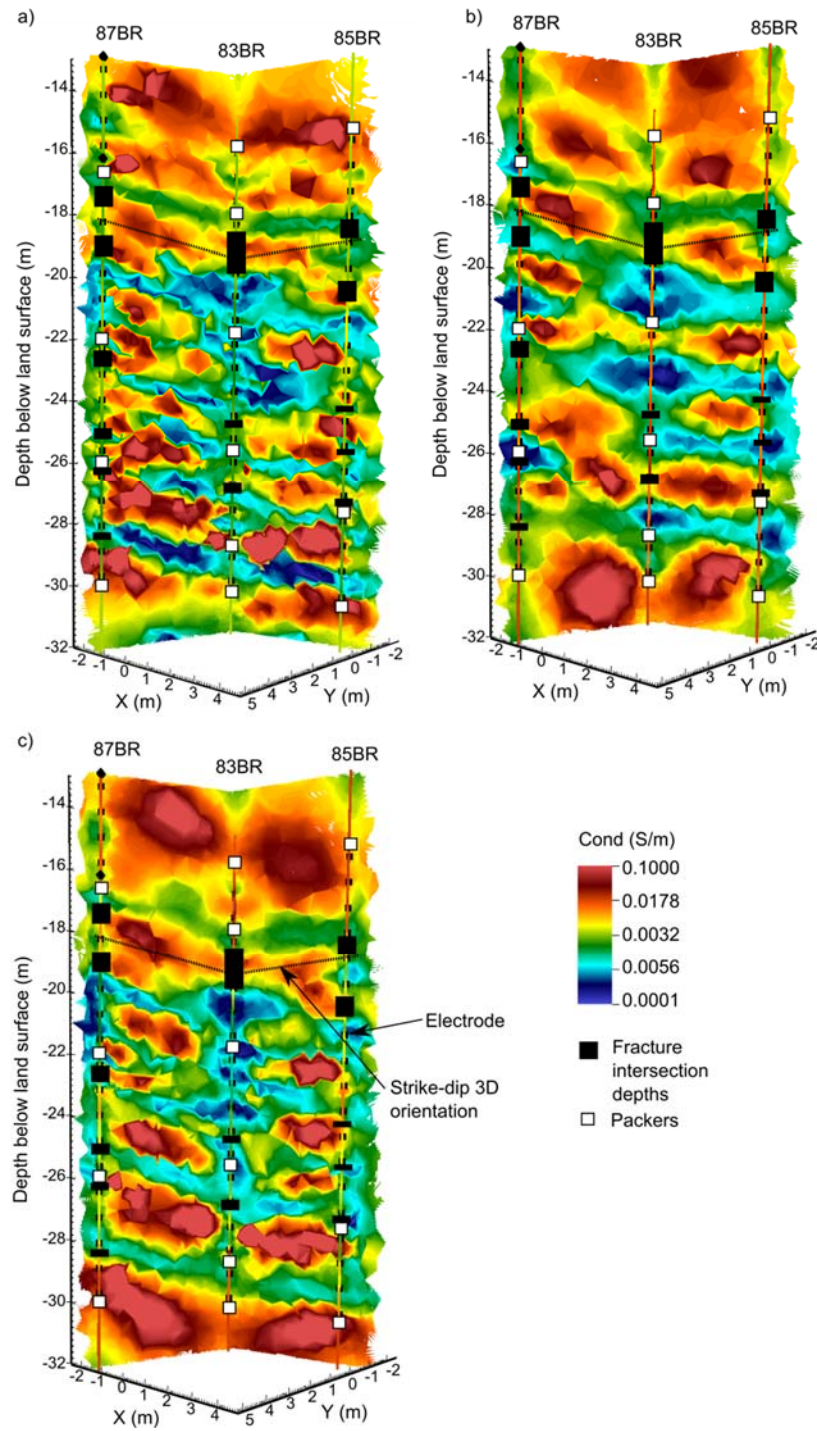 a)
87BR
83BR
85BR
-14
-16
-18
-20
-22
-24
-26
-28
-30
-32
Depth below land surface (m)
-2 -1 0 1 2 3 4 5
X (m)
5 4 3 2 1 0 -1 -2
Y (m)
b)
87BR
83BR
85BR
-14
-16
-18
-20
-22
-24
-26
-28
-30
-32
Depth below land surface (m)
-2 -1 0 1 2 3 4 5
X (m)
4 3 2 1 0 -1 -2
Y (m)
c)
87BR
83BR
85BR
-14
-16
-18
-20
-22
-24
-26
-28
-30
-32
Depth below land surface (m)
-2 -1 0 1 2 3 4 5
X (m)
5 4 3 2 1 0 -1 -2
Y (m)
Electrode
Strike-dip 3D
orientation
Cond (S/m)
0.1000
0.0178
0.0032
0.0056
0.0001
Fracture
intersection
depths
Packers